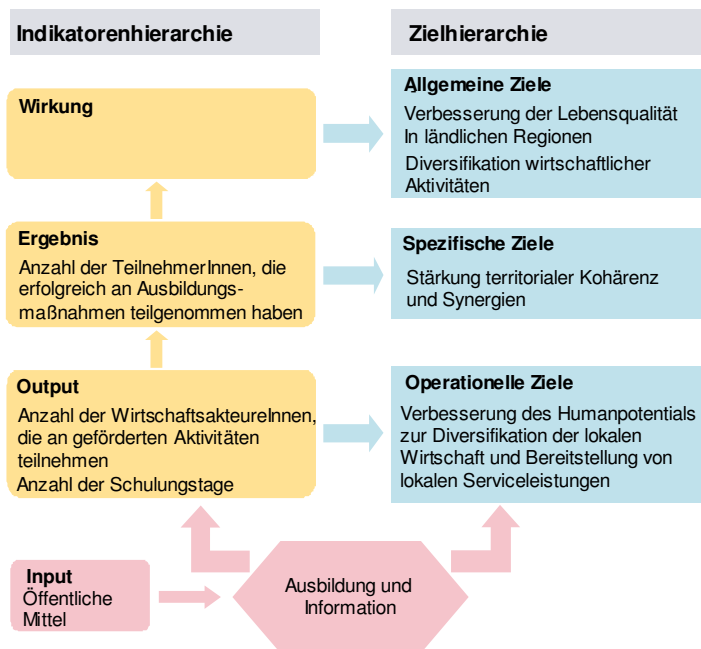 Indikatorenhierarchie
Zielhierarchie
Wirkung
Allgemeine Ziele
Verbesserung der Lebensqualität
In ländlichen Regionen
Diversifikation wirtschaftlicher
Aktivitäten
Ergebnis
Anzahl der TeilnehmerInnen, die
erfolgreich an Ausbildungs-
maßnahmen teilgenommen haben
Spezifische Ziele
Stärkung territorialer Kohärenz
und Synergien
Output
Anzahl der WirtschaftsakteureInnen,
die an geförderten Aktivitäten
teilnehmen
Anzahl der Schulungstage
Operationelle Ziele
Verbesserung des Humanpotentials
zur Diversifikation der lokalen
Wirtschaft und Bereitstellung von
lokalen Serviceleistungen
Input
Öffentliche
Mittel
Ausbildung und
Information